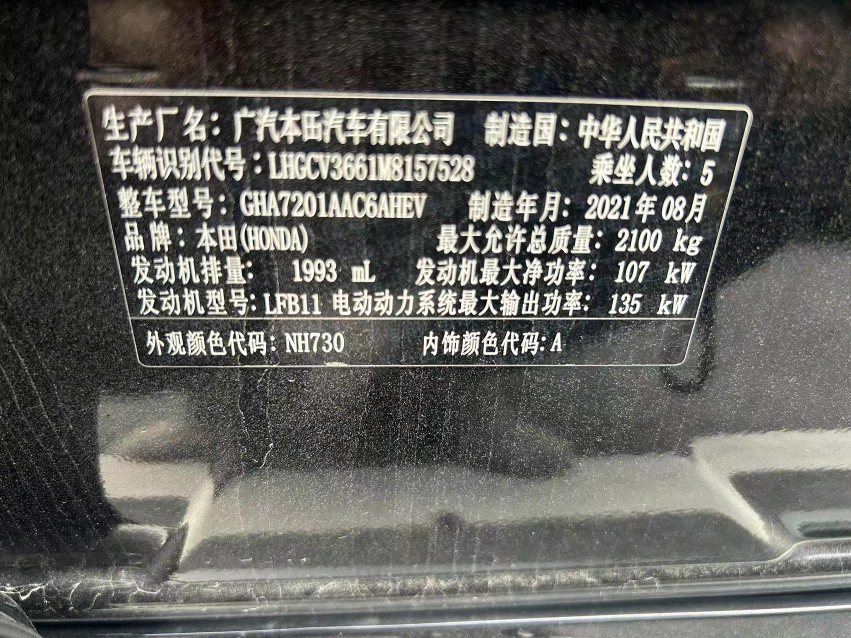 生产厂名：广汽本田汽车有限公司 制造国：中华人民共和国
车辆识别代号：LHGCV3661M8157528 乘坐人数：5
整车型号：GHA7201AAC6AHEV 制造年月：2021年08月
品牌：本田(HONDA) 最大允许总质量：2100 kg
发动机排量：1993 mL 发动机最大净功率：107 kW
发动机型号：LFB11 电动动力系统最大输出功率：135 kW
外观颜色代码：NH730 内饰颜色代码：A